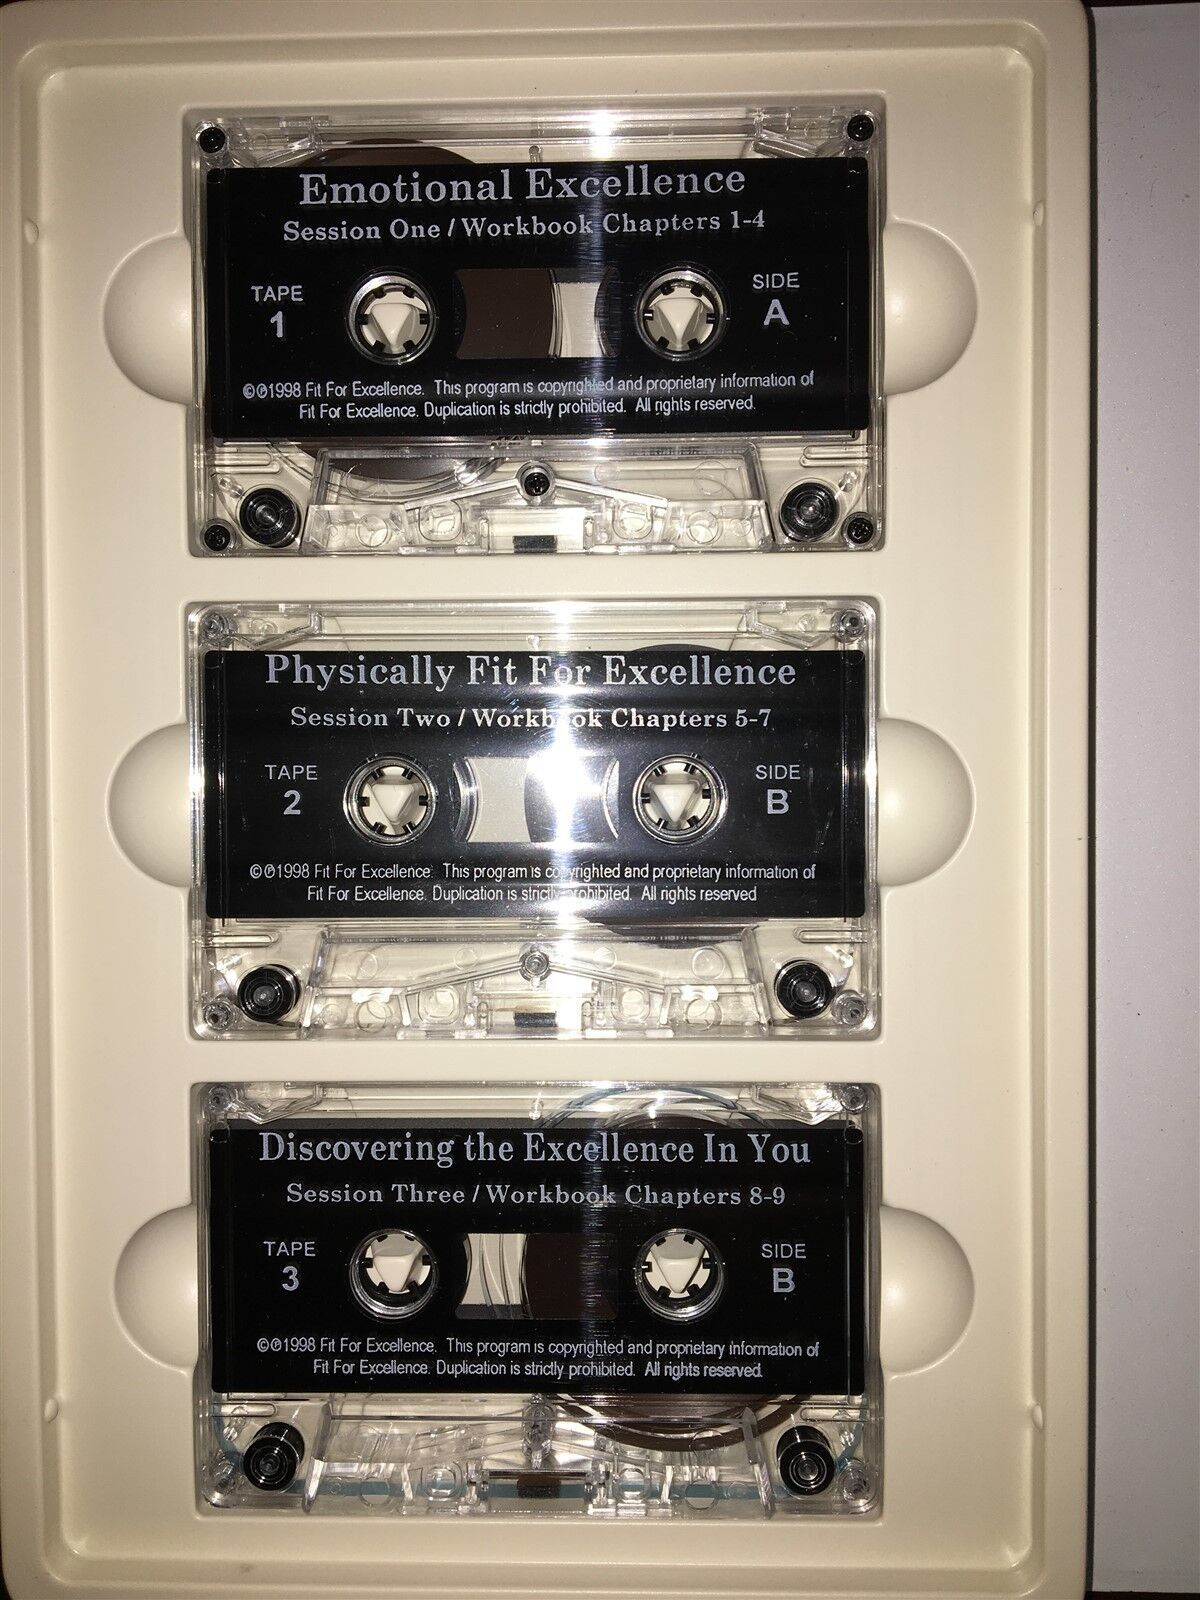 Emotional Excellence
Session One / Workbook Chapters 1-4
TAPE
1
SIDE
A
©℗1998 Fit For Excellence. This program is copyrighted and proprietary information of
Fit For Excellence. Duplication is strictly prohibited. All rights reserved.
Physically Fit For Excellence
Session Two / Workbook Chapters 5-7
TAPE
2
SIDE
B
©℗1998 Fit For Excellence. This program is copyrighted and proprietary information of
Fit For Excellence. Duplication is strictly prohibited. All rights reserved
Discovering the Excellence In You
Session Three / Workbook Chapters 8-9
TAPE
3
SIDE
B
©℗1998 Fit For Excellence. This program is copyrighted and proprietary information of
Fit For Excellence. Duplication is strictly prohibited. All rights reserved.